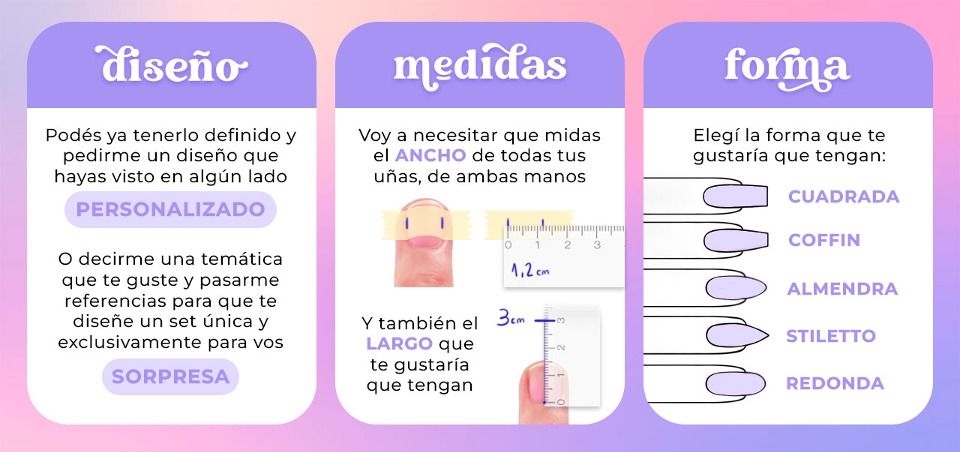 diseño
Podés ya tenerlo definido y
pedirme un diseño que
hayas visto en algún lado
PERSONALIZADO
O decirme una temática
que te guste y pasarme
referencias para que te
diseñe un set única y
exclusivamente para vos
SORPRESA
medidas
Voy a necesitar que midas
el ANCHO de todas tus
uñas, de ambas manos
0 1 2 3
1,2 cm
Y también el
LARGO que
te gustaría
que tengan
3cm
3
2
1
0
forma
Elegí la forma que te
gustaría que tengan:
CUADRADA
COFFIN
ALMENDRA
STILETTO
REDONDA